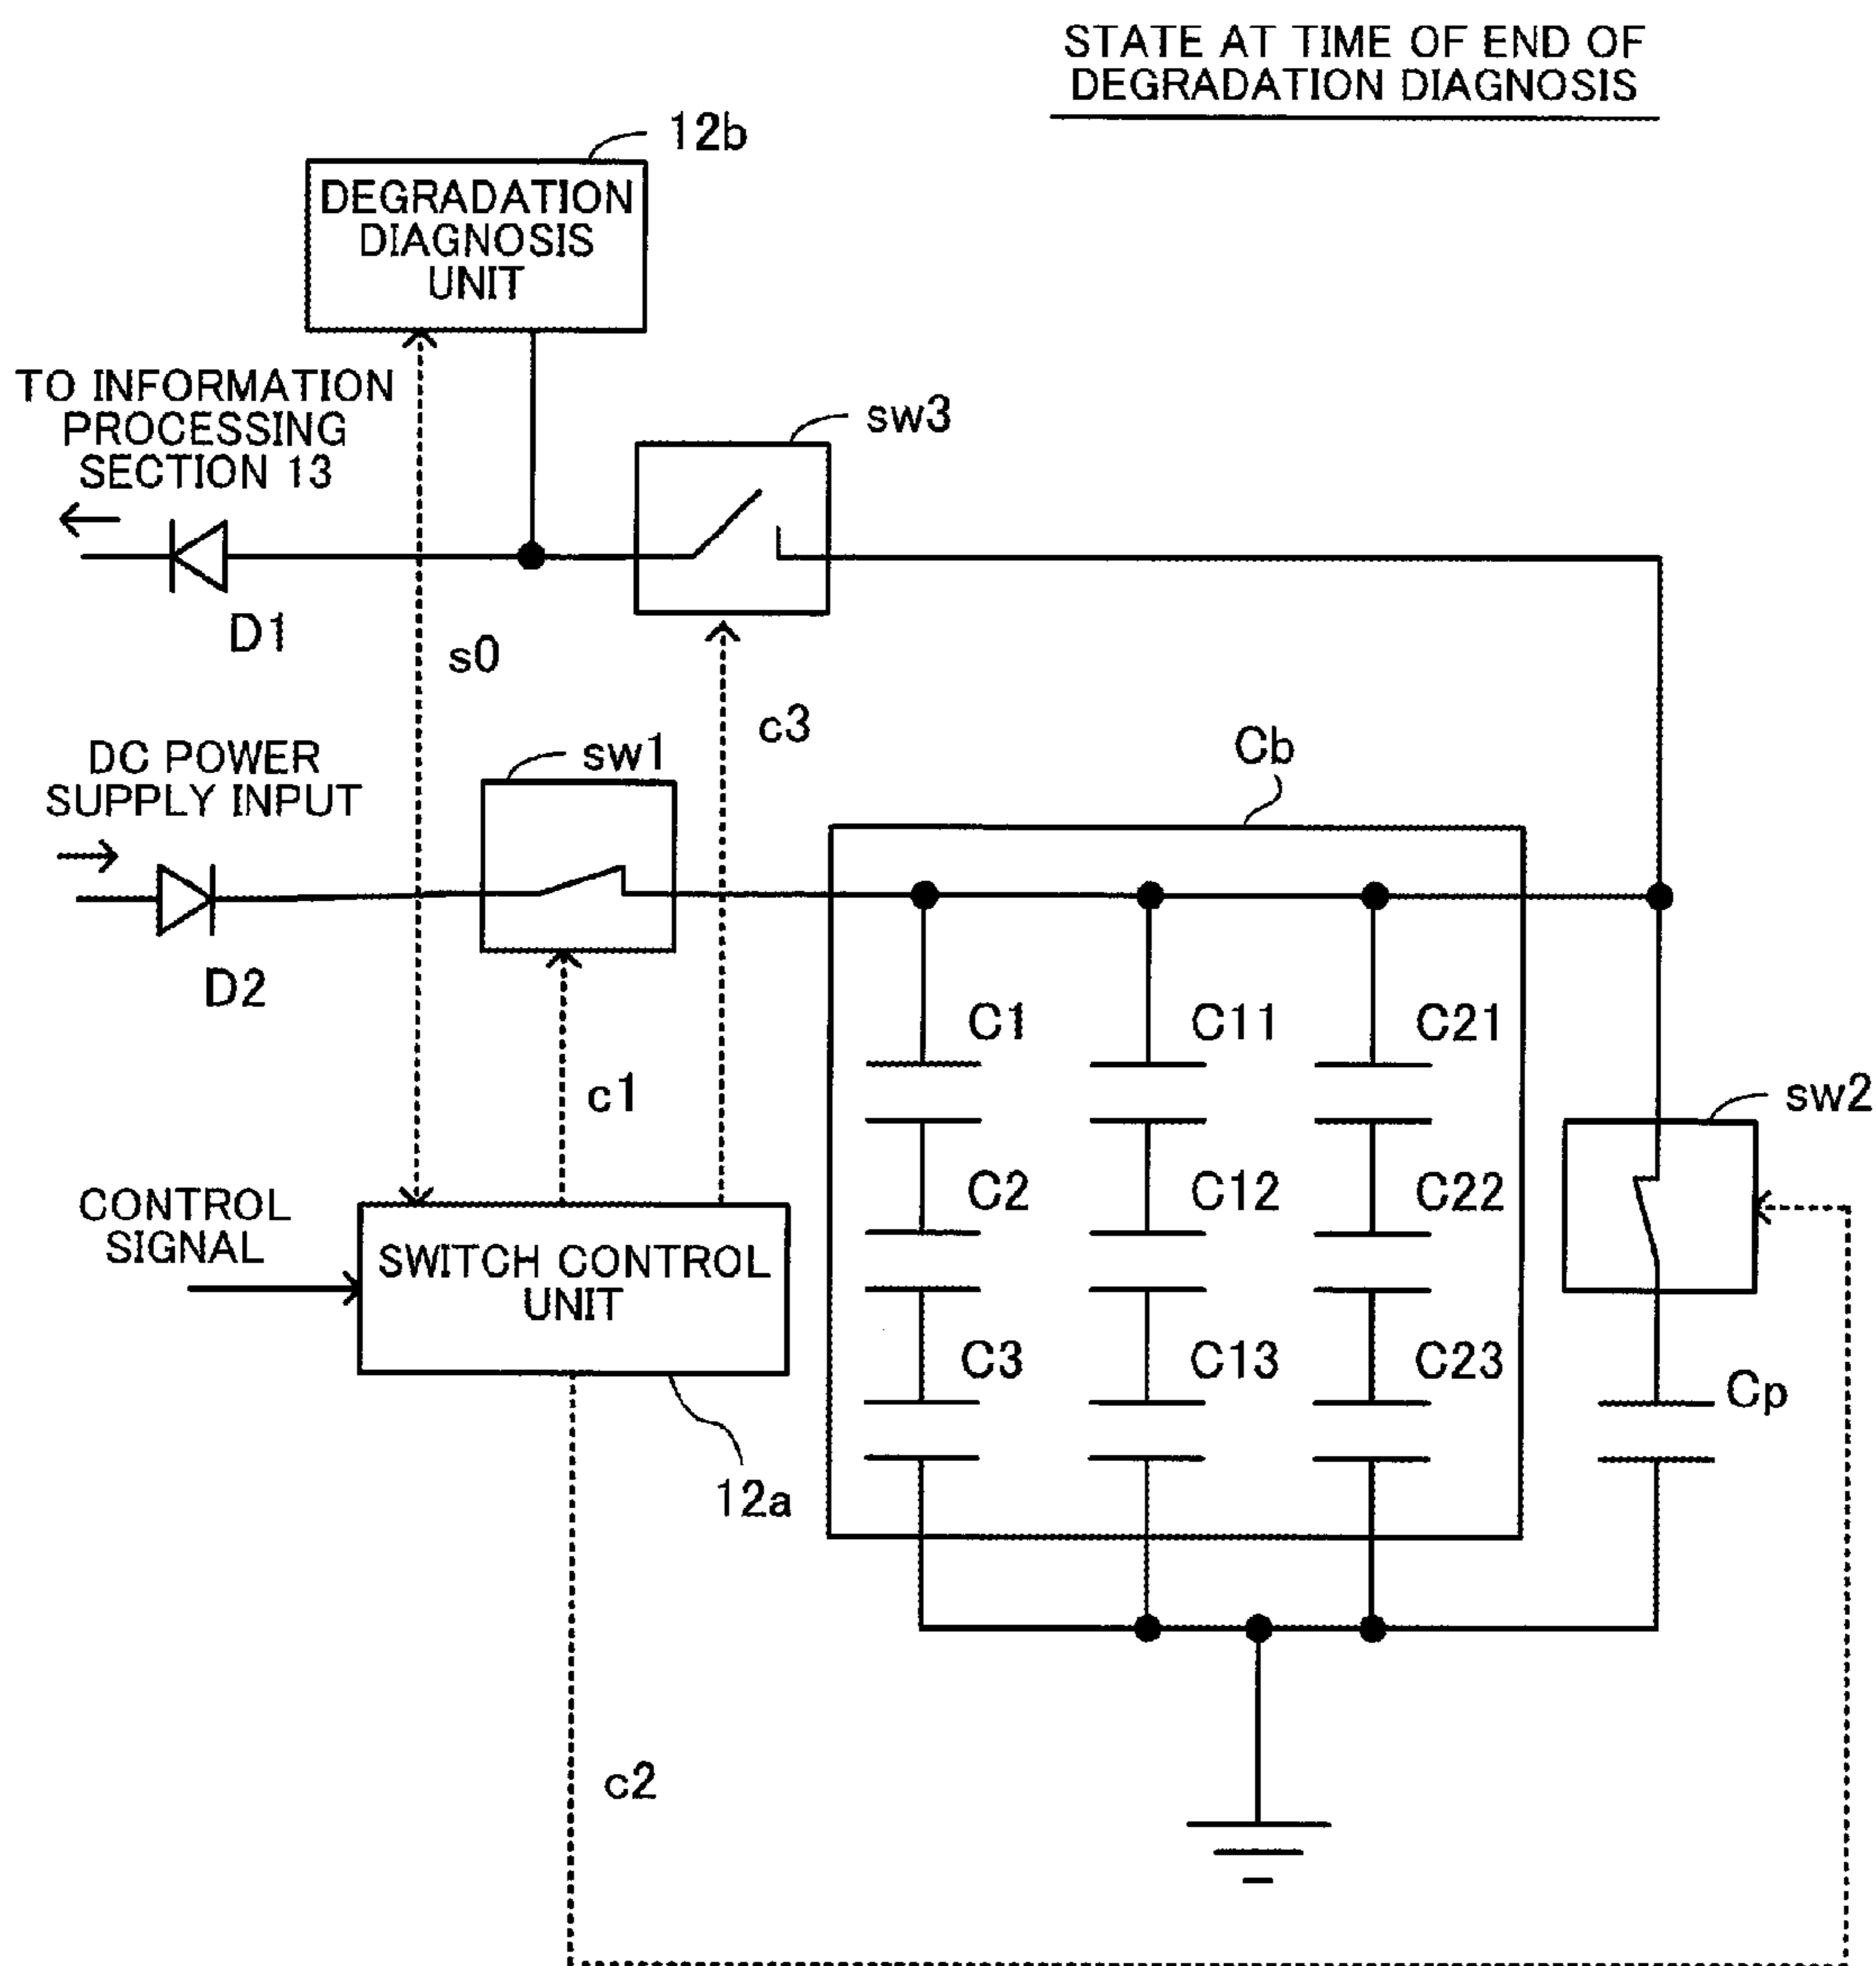 STATE AT TIME OF END OF
DEGRADATION DIAGNOSIS
12b
DEGRADATION
DIAGNOSIS
UNIT
TO INFORMATION
PROCESSING
SECTION 13
sw3
D1
s0
c3
DC POWER
SUPPLY INPUT
sw1
Cb
D2
C1
C11
C21
c1
sw2
C2
C12
C22
CONTROL
SIGNAL
SWITCH CONTROL
UNIT
C3
C13
C23
Cp
12a
c2